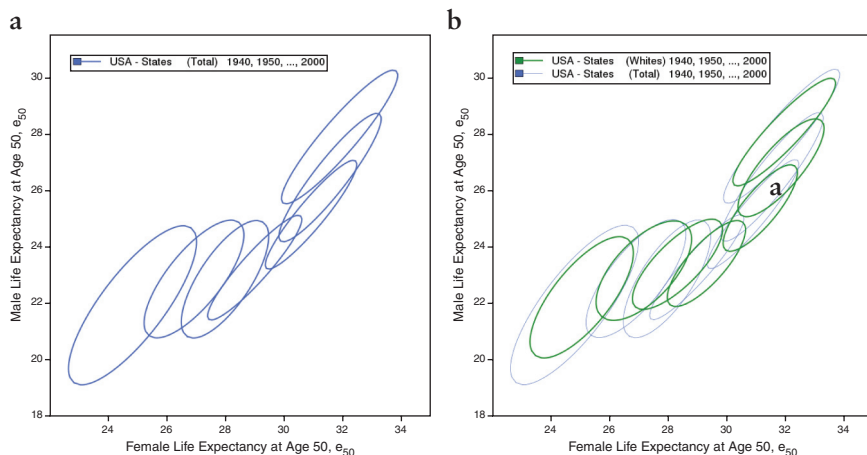 a
b
USA - States (Total) 1940, 1950, ..., 2000
USA - States (Whites) 1940, 1950, ..., 2000
USA - States (Total) 1940, 1950, ..., 2000
Male Life Expectancy at Age 50, e50
30
28
26
24
22
20
18
24 26 28 30 32 34
Female Life Expectancy at Age 50, e50
Male Life Expectancy at Age 50, e50
30
28
26
24
22
20
18
a
24 26 28 30 32 34
Female Life Expectancy at Age 50, e50